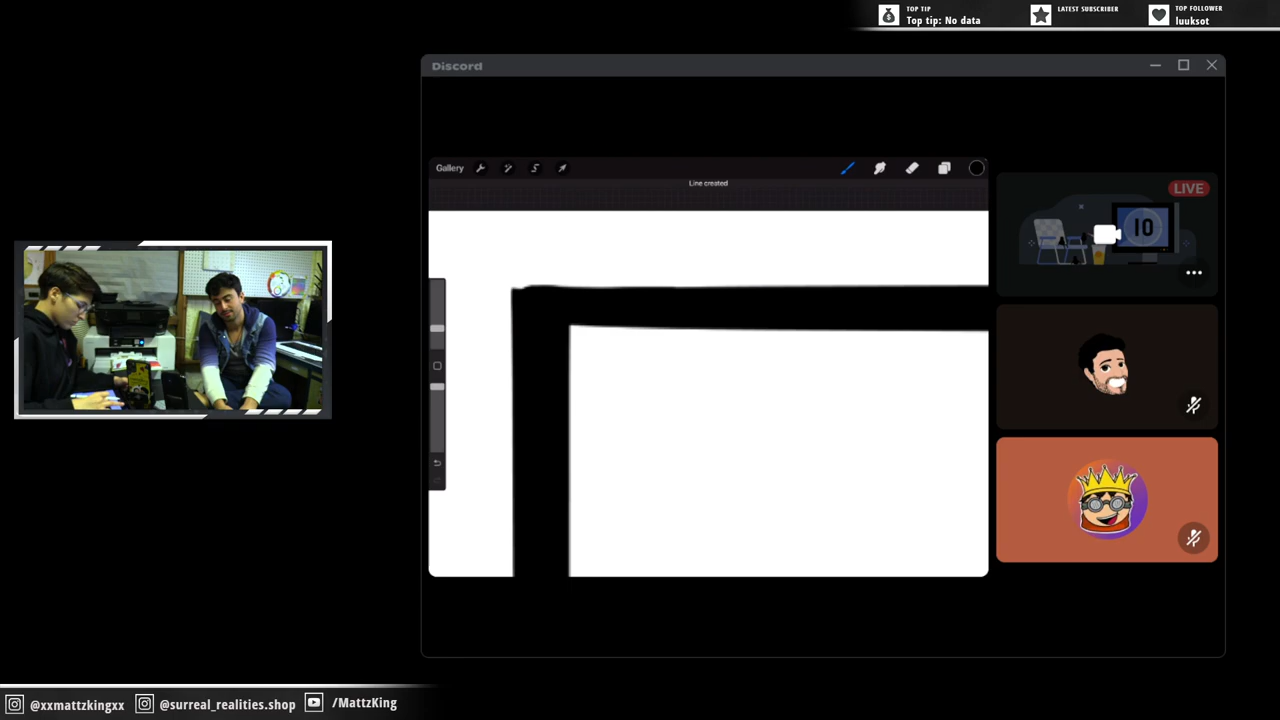 TOP TIP
Top tip: No data
LATEST SUBSCRIBER
TOP FOLLOWER
luuksot
Discord
Gallery
Line created
LIVE
10
@xxmattzkingxx
@surreal_realities.shop
/MattzKing